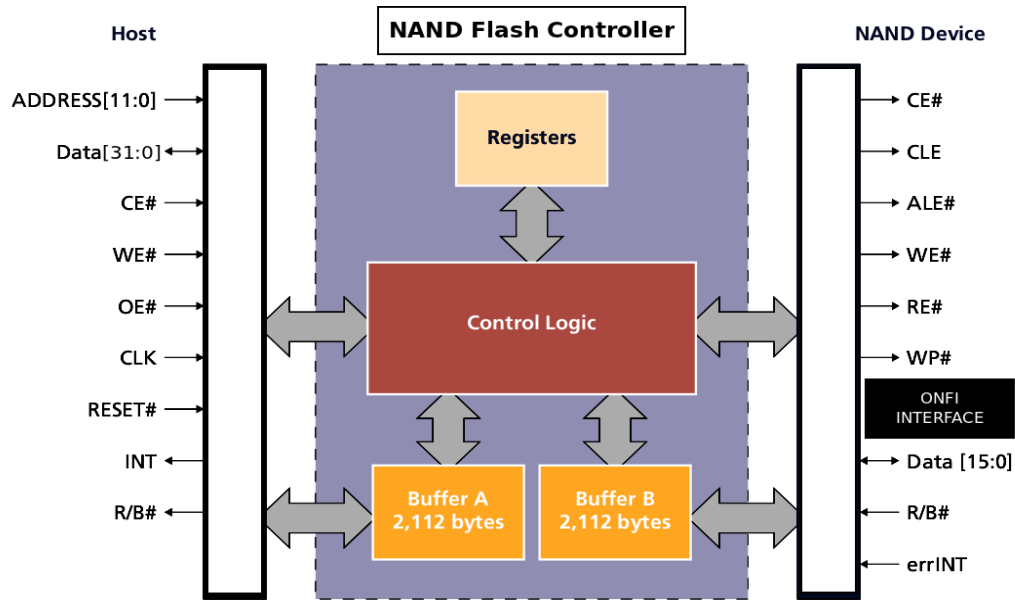 Host
NAND Flash Controller
NAND Device
ADDRESS[11:0]
Data[31:0]
CE#
WE#
OE#
CLK
RESET#
INT
R/B#
Registers
Control Logic
Buffer A
2,112 bytes
Buffer B
2,112 bytes
CE#
CLE
ALE#
WE#
RE#
WP#
ONFI
INTERFACE
Data [15:0]
R/B#
errINT